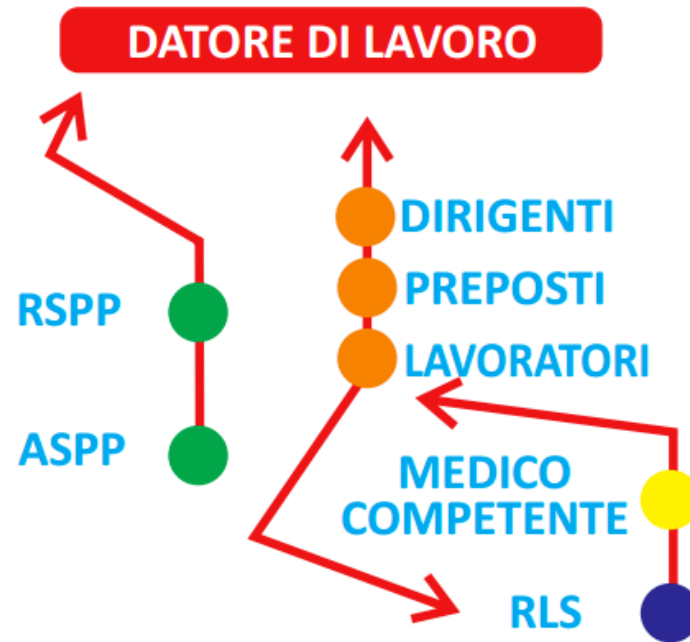 DATORE DI LAVORO
DIRIGENTI
RSPP
PREPOSTI
LAVORATORI
ASPP
MEDICO
COMPETENTE
RLS